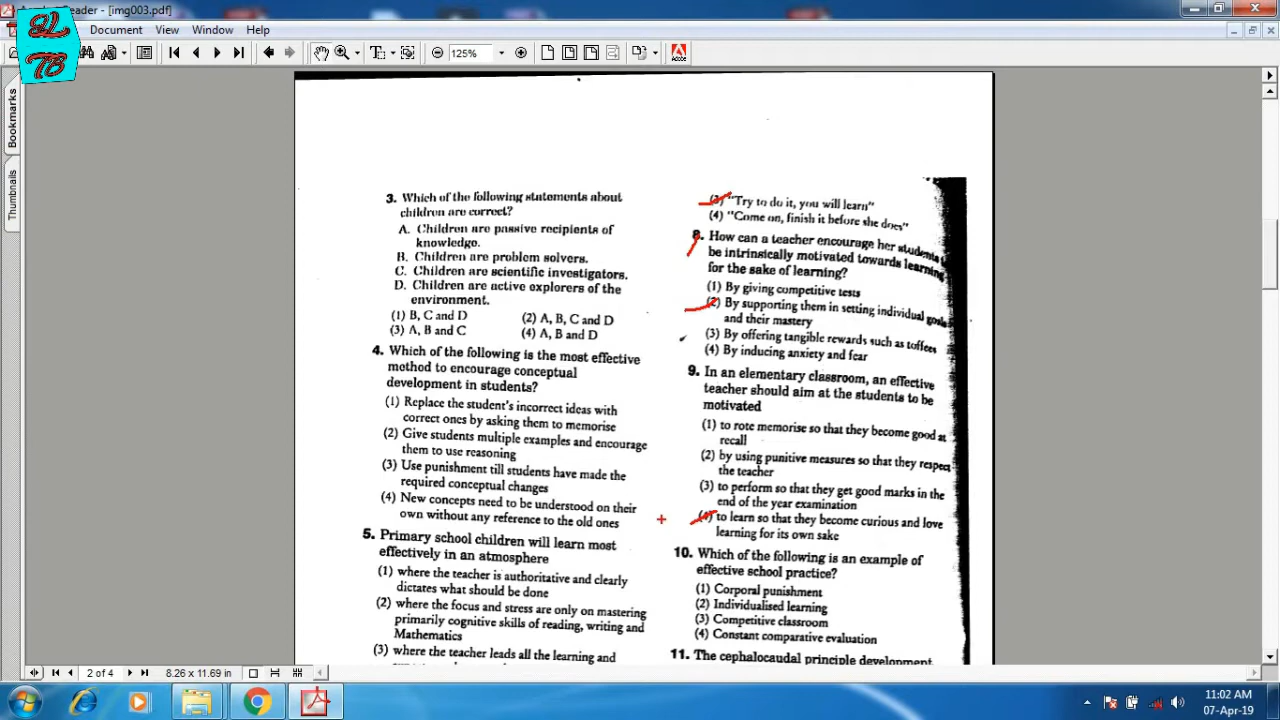 Reader - [img003.pdf]
SL
TB
Document View Window Help
125%
Adobe
Bookmarks
Thumbnails
3. Which of the following statements about
children are correct?
A. Children are passive recipients of
knowledge.
B. Children are problem solvers.
C. Children are scientific investigators.
D. Children are active explorers of the
environment.
(1) B, C and D (2) A, B, C and D
(3) A, B and C (4) A, B and D
4. Which of the following is the most effective
method to encourage conceptual
development in students?
(1) Replace the student's incorrect ideas with
correct ones by asking them to memorise
(2) Give students multiple examples and encourage
them to use reasoning
(3) Use punishment till students have made the
required conceptual changes
(4) New concepts need to be understood on their
own without any reference to the old ones
5. Primary school children will learn most
effectively in an atmosphere
(1) where the teacher is authoritative and clearly
dictates what should be done
(2) where the focus and stress are only on mastering
primarily cognitive skills of reading, writing and
Mathematics
(3) where the teacher leads all the learning and
(3) "Try to do it, you will learn"
(4) "Come on, finish it before she does"
8. How can a teacher encourage her students
be intrinsically motivated towards learning
for the sake of learning?
(1) By giving competitive tests
(2) By supporting them in setting individual goals
and their mastery
(3) By offering tangible rewards such as toffees
(4) By inducing anxiety and fear
9. In an elementary classroom, an effective
teacher should aim at the students to be
motivated
(1) to rote memorise so that they become good at
recall
(2) by using punitive measures so that they respect
the teacher
(3) to perform so that they get good marks in the
end of the year examination
(4) to learn so that they become curious and love
learning for its own sake
10. Which of the following is an example of
effective school practice?
(1) Corporal punishment
(2) Individualised learning
(3) Competitive classroom
(4) Constant comparative evaluation
11. The cephalocaudal principle development
2 of 4 8.26 x 11.69 in
11:02 AM
07-Apr-19